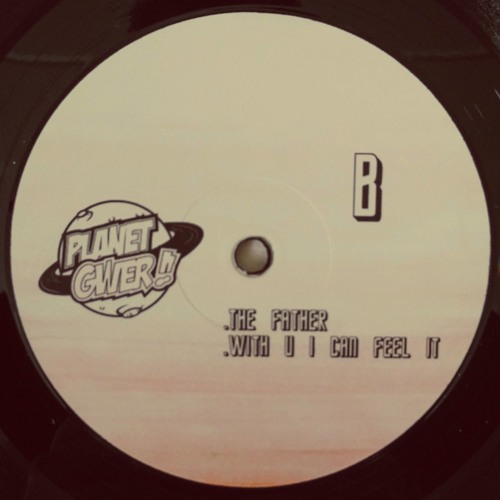 B
PLANET
GWER!!
.THE FATHER
.WITH U I CAN FEEL IT